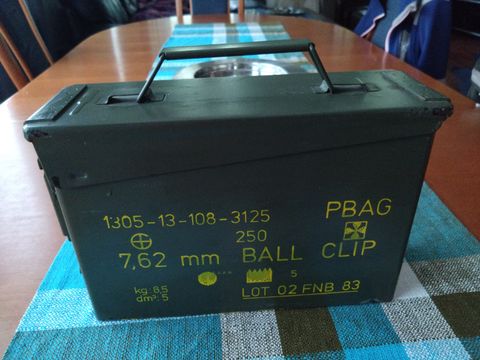 1305-13-108-3125
PBAG
250
7,62 mm BALL CLIP
5
kg: 8,5
dm³: 5
LOT 02 FNB 83